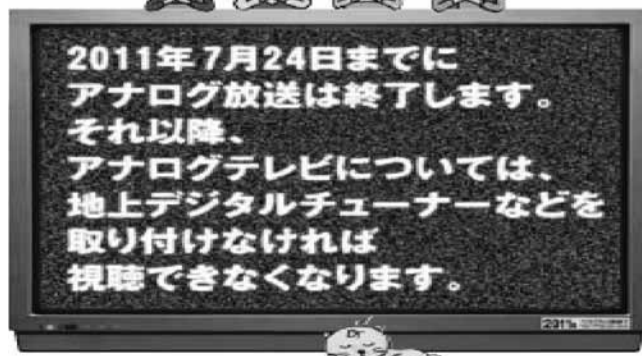 2011年7月24日までに
アナログ放送は終了します。
それ以降、
アナログテレビについては、
地上デジタルチューナーなどを
取り付けなければ
視聴できなくなります。